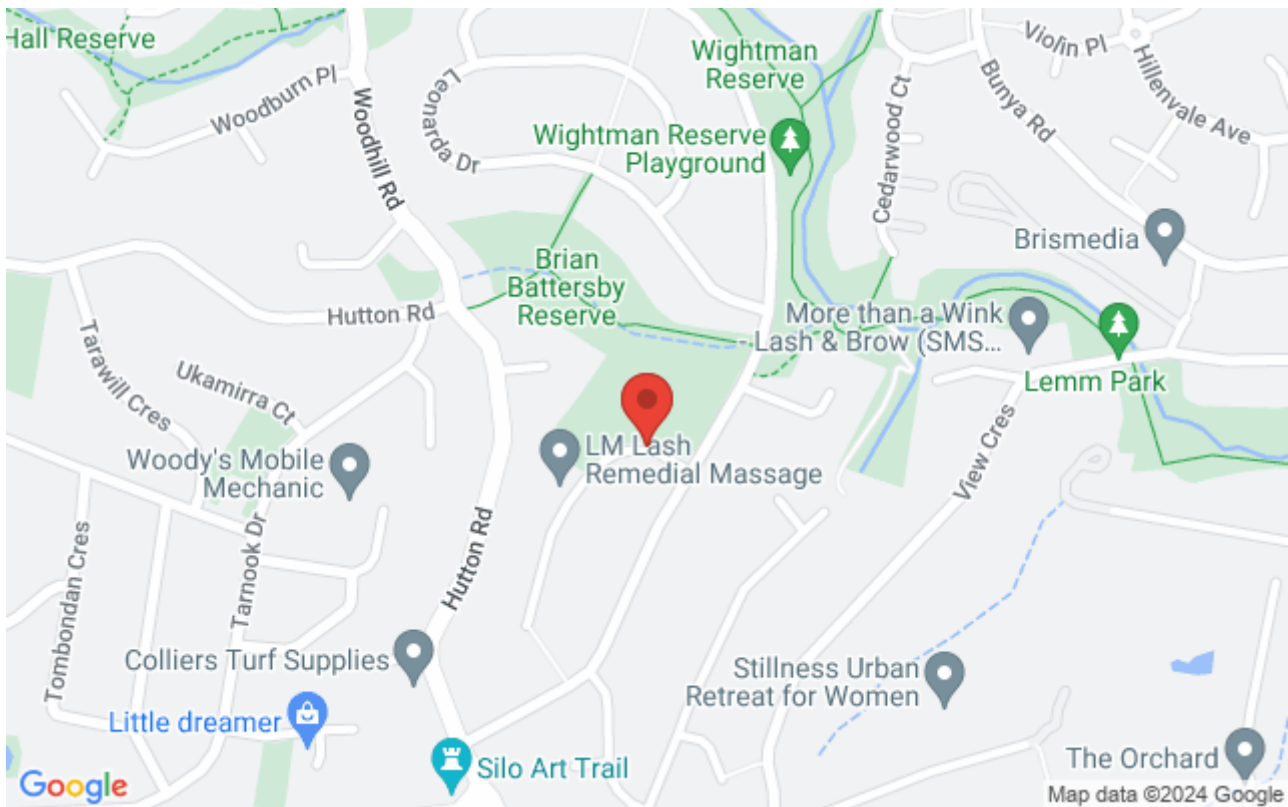 Hall Reserve
Woodburn Pl
Woodhill Rd
Leonarda Dr
Wightman
Reserve
Wightman Reserve
Playground
Cedarwood Ct
Bunya Rd
Violin Pl
Hillenvale Ave
Brismedia
Brian
Battersby
Reserve
Hutton Rd
More than a Wink
Lash & Brow (SMS...
Lemm Park
Tarawill Cres
Ukamirra Ct
Woody's Mobile
Mechanic
LM Lash
Remedial Massage
View Cres
Hutton Rd
Tarnook Dr
Tombondan Cres
Colliers Turf Supplies
Little dreamer
Stillness Urban
Retreat for Women
Silo Art Trail
The Orchard
Google
Map data ©2024 Google